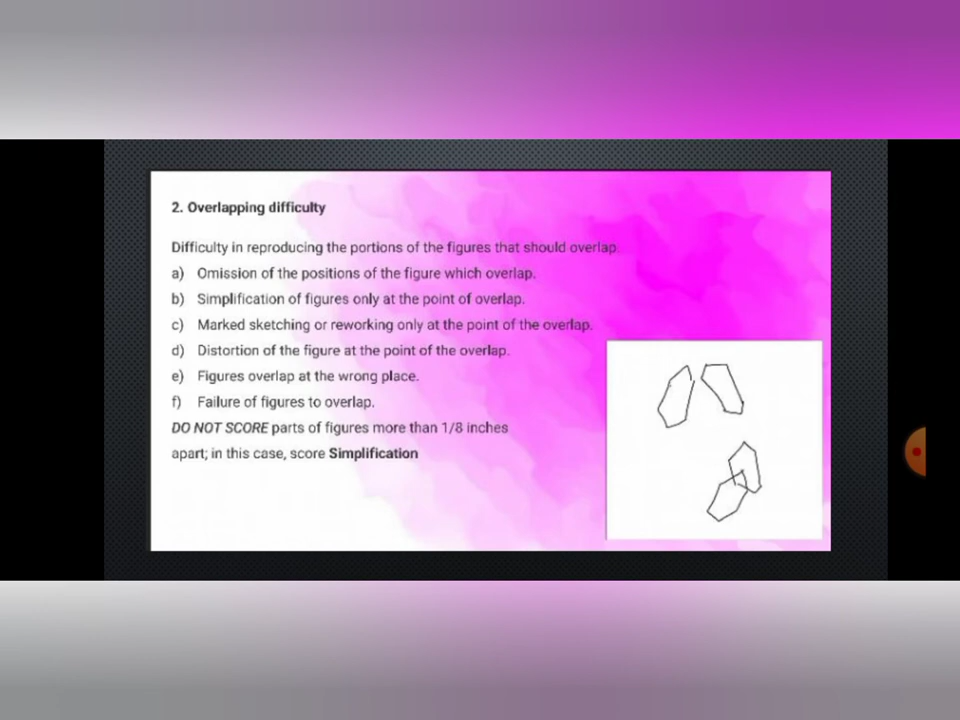 2. Overlapping difficulty
Difficulty in reproducing the portions of the figures that should overlap.
a) Omission of the positions of the figure which overlap.
b) Simplification of figures only at the point of overlap.
c) Marked sketching or reworking only at the point of the overlap.
d) Distortion of the figure at the point of the overlap.
e) Figures overlap at the wrong place.
f) Failure of figures to overlap.
DO NOT SCORE parts of figures more than 1/8 inches
apart; in this case, score Simplification